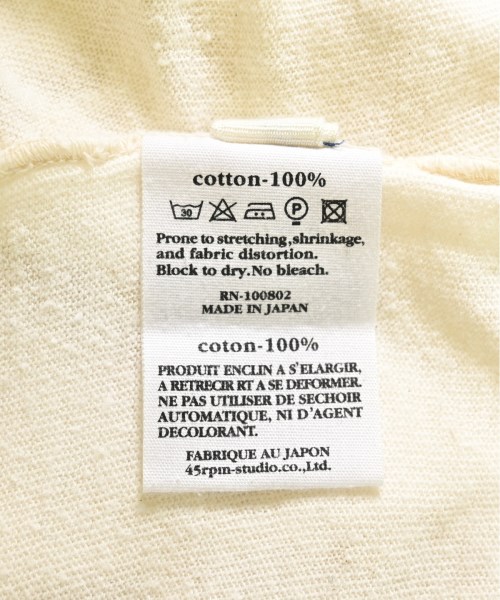 cotton-100%
30 P
Prone to stretching,shrinkage,
and fabric distortion.
Block to dry.No bleach.
RN-100802
MADE IN JAPAN
coton-100%
PRODUIT ENCLIN A S'ELARGIR,
A RETRECIR RT A SE DEFORMER.
NE PAS UTILISER DE SECHOIR
AUTOMATIQUE, NI D'AGENT
DECOLORANT.
FABRIQUE AU JAPON
45rpm-studio.co.,Ltd.